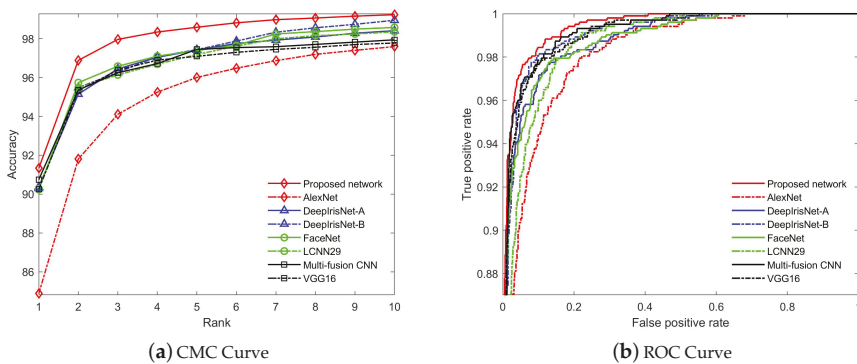 98
96
94
92
90
88
86
Accuracy
1 2 3 4 5 6 7 8 9 10
Rank
Proposed network
AlexNet
DeepIrisNet-A
DeepIrisNet-B
FaceNet
LCNN29
Multi-fusion CNN
VGG16
(a) CMC Curve
1
0.98
0.96
0.94
0.92
0.9
0.88
True positive rate
0 0.2 0.4 0.6 0.8
False positive rate
Proposed network
AlexNet
DeepIrisNet-A
DeepIrisNet-B
FaceNet
LCNN29
Multi-fusion CNN
VGG16
(b) ROC Curve